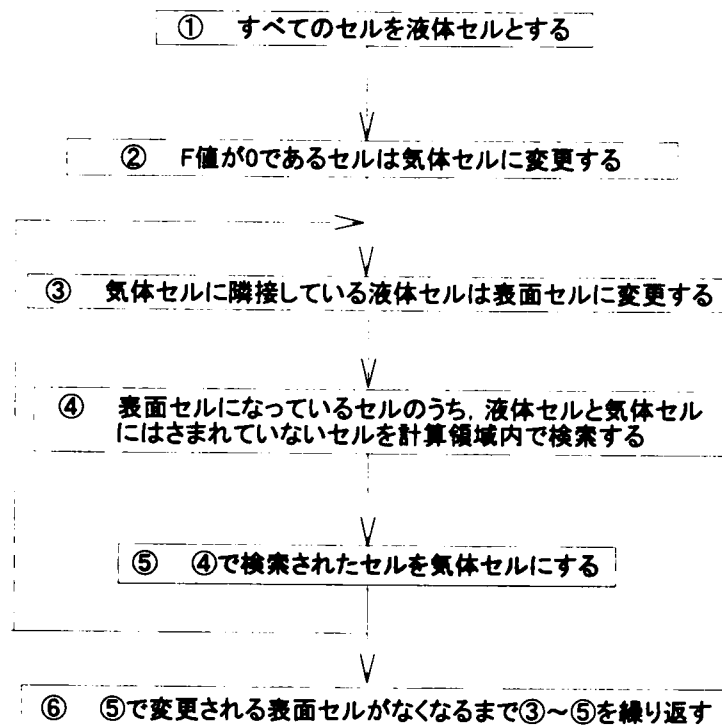 ① すべてのセルを液体セルとする
② F値が0であるセルは気体セルに変更する
③ 気体セルに隣接している液体セルは表面セルに変更する
④ 表面セルになっているセルのうち，液体セルと気体セル
にはさまれていないセルを計算領域内で検索する
⑤ ④で検索されたセルを気体セルにする
⑥ ⑤で変更される表面セルがなくなるまで③～⑤を繰り返す